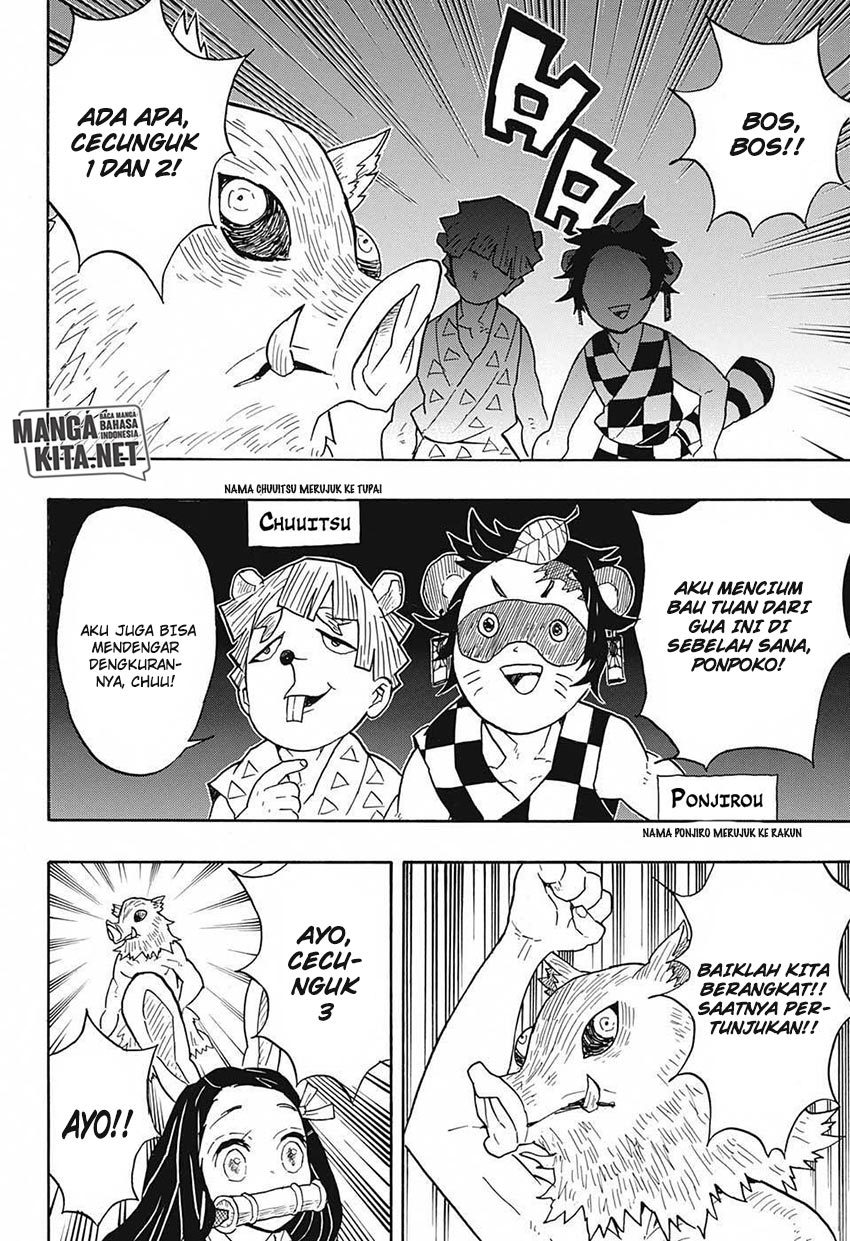 BOS,
BOS!!
ADA APA,
CECUNGUK
1 DAN 2!
MANGA
KITA.NET
BACA MANGA
BAHASA
INDONESIA
NAMA CHUUITSU MERUJUK KE TUPAI
CHUUITSU
AKU MENCIUM
BAU TUAN DARI
GUA INI DI
SEBELAH SANA,
PONPOKO!
AKU JUGA BISA
MENDENGAR
DENGKURAN-
NYA, CHUU!
PONJIROU
NAMA PONJIRO MERUJUK KE RAKUN
BAIKLAH KITA
BERANGKAT!!
SAATNYA PER-
TUNJUKAN!!
AYO,
CECU-
NGUK
3
AYO!!